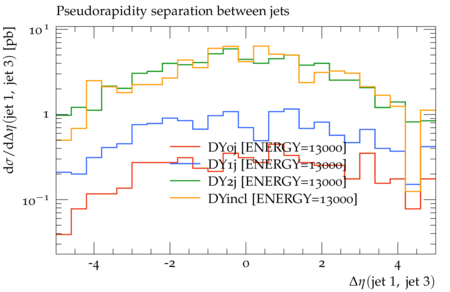 Pseudorapidity separation between jets
dσ/dΔη(jet 1, jet 3) [pb]
10¹
1
10⁻¹
DY0j [ENERGY=13000]
DY1j [ENERGY=13000]
DY2j [ENERGY=13000]
DYincl [ENERGY=13000]
-4 -2 0 2 4
Δη(jet 1, jet 3)